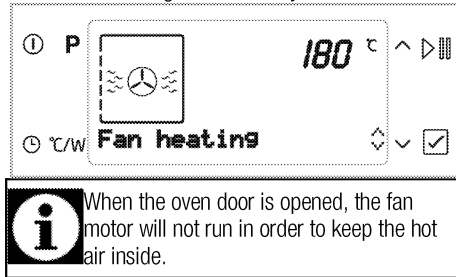 P
180 °C
°C/W
Fan heating
When the oven door is opened, the fan
motor will not run in order to keep the hot
air inside.